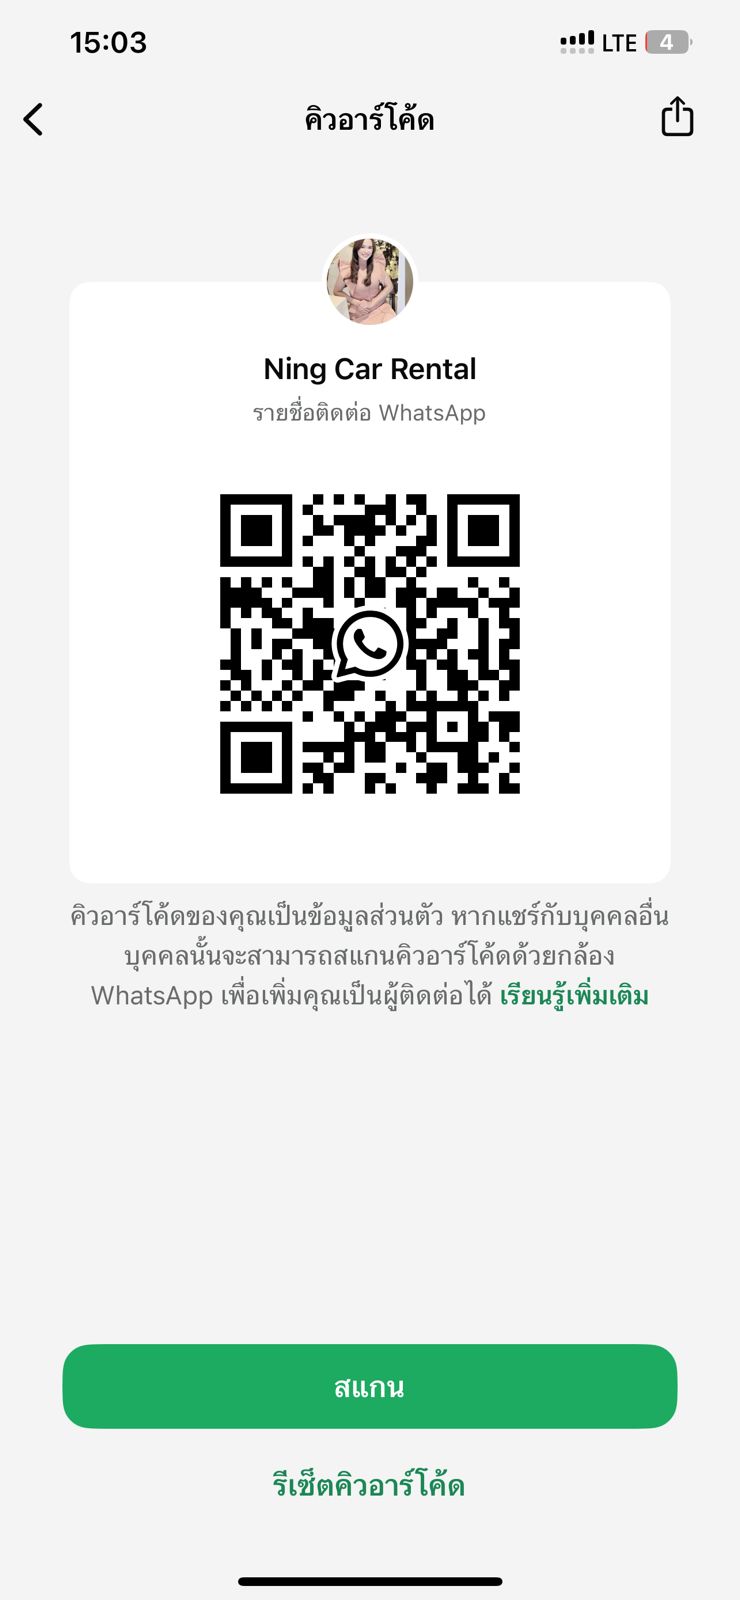 15:03
LTE 4
คิวอาร์โค้ด
Ning Car Rental
รายชื่อติดต่อ WhatsApp
คิวอาร์โค้ดของคุณเป็นข้อมูลส่วนตัว หากแชร์กับบุคคลอื่น
บุคคลนั้นจะสามารถสแกนคิวอาร์โค้ดด้วยกล้อง
WhatsApp เพื่อเพิ่มคุณเป็นผู้ติดต่อได้ เรียนรู้เพิ่มเติม
สแกน
รีเซ็ตคิวอาร์โค้ด